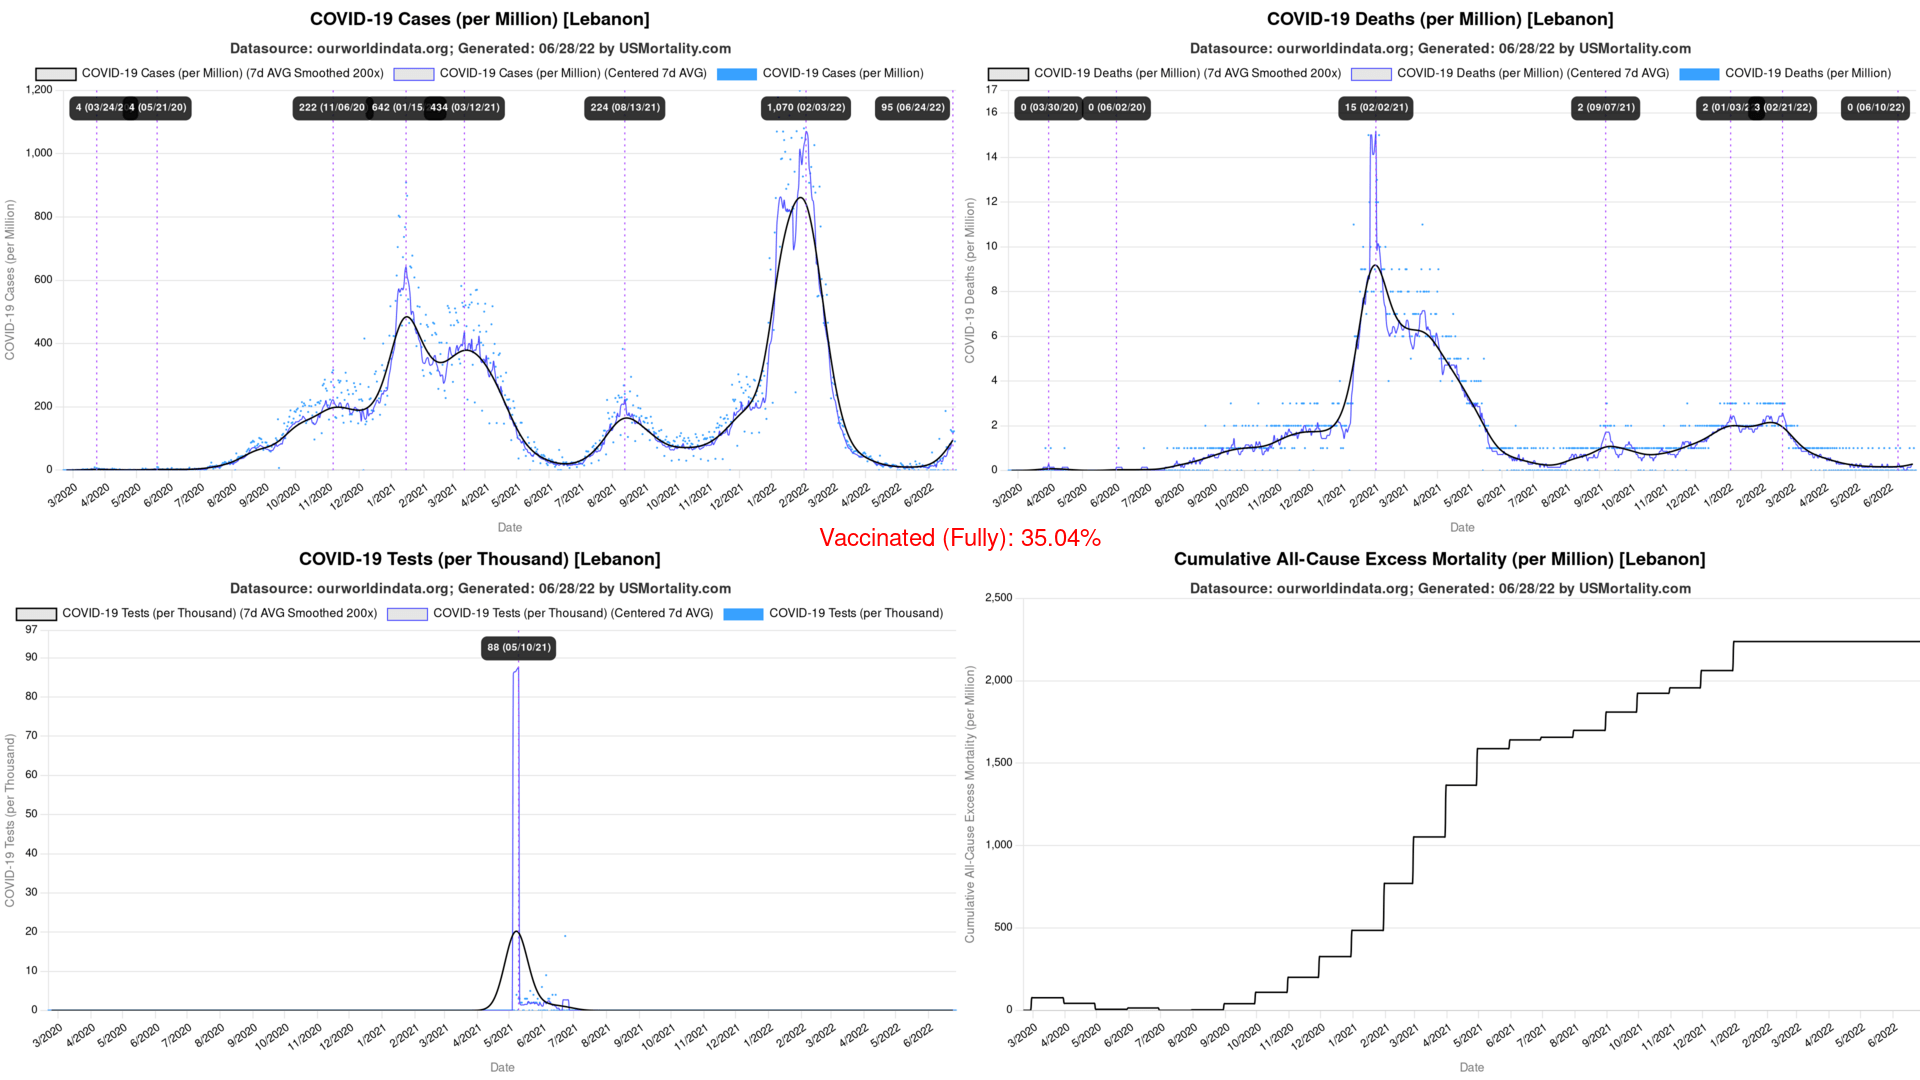 COVID-19 Cases (per Million) [Lebanon]
Datasource: ourworldindata.org; Generated: 06/28/22 by USMortality.com
COVID-19 Cases (per Million) (7d AVG Smoothed 200x) COVID-19 Cases (per Million) (Centered 7d AVG) COVID-19 Cases (per Million)
4 (03/24/2 4 (05/21/20) 222 (11/06/20 642 (01/15/ 434 (03/12/21) 224 (08/13/21) 1,070 (02/03/22) 95 (06/24/22)
1,200
1,000
800
600
400
200
0
COVID-19 Cases (per Million)
3/2020 4/2020 5/2020 6/2020 7/2020 8/2020 9/2020 10/2020 11/2020 12/2020 1/2021 2/2021 3/2021 4/2021 5/2021 6/2021 7/2021 8/2021 9/2021 10/2021 11/2021 12/2021 1/2022 2/2022 3/2022 4/2022 5/2022 6/2022
Date
COVID-19 Deaths (per Million) [Lebanon]
Datasource: ourworldindata.org; Generated: 06/28/22 by USMortality.com
COVID-19 Deaths (per Million) (7d AVG Smoothed 200x) COVID-19 Deaths (per Million) (Centered 7d AVG) COVID-19 Deaths (per Million)
0 (03/30/20) 0 (06/02/20) 15 (02/02/21) 2 (09/07/21) 2 (01/03/2 3 (02/21/22) 0 (06/10/22)
17
16
14
12
10
8
6
4
2
0
COVID-19 Deaths (per Million)
3/2020 4/2020 5/2020 6/2020 7/2020 8/2020 9/2020 10/2020 11/2020 12/2020 1/2021 2/2021 3/2021 4/2021 5/2021 6/2021 7/2021 8/2021 9/2021 10/2021 11/2021 12/2021 1/2022 2/2022 3/2022 4/2022 5/2022 6/2022
Date
Vaccinated (Fully): 35.04%
COVID-19 Tests (per Thousand) [Lebanon]
Datasource: ourworldindata.org; Generated: 06/28/22 by USMortality.com
COVID-19 Tests (per Thousand) (7d AVG Smoothed 200x) COVID-19 Tests (per Thousand) (Centered 7d AVG) COVID-19 Tests (per Thousand)
88 (05/10/21)
97
90
80
70
60
50
40
30
20
10
0
COVID-19 Tests (per Thousand)
3/2020 4/2020 5/2020 6/2020 7/2020 8/2020 9/2020 10/2020 11/2020 12/2020 1/2021 2/2021 3/2021 4/2021 5/2021 6/2021 7/2021 8/2021 9/2021 10/2021 11/2021 12/2021 1/2022 2/2022 3/2022 4/2022 5/2022 6/2022
Date
Cumulative All-Cause Excess Mortality (per Million) [Lebanon]
Datasource: ourworldindata.org; Generated: 06/28/22 by USMortality.com
2,500
2,000
1,500
1,000
500
0
Cumulative All-Cause Excess Mortality (per Million)
3/2020 4/2020 5/2020 6/2020 7/2020 8/2020 9/2020 10/2020 11/2020 12/2020 1/2021 2/2021 3/2021 4/2021 5/2021 6/2021 7/2021 8/2021 9/2021 10/2021 11/2021 12/2021 1/2022 2/2022 3/2022 4/2022 5/2022 6/2022
Date